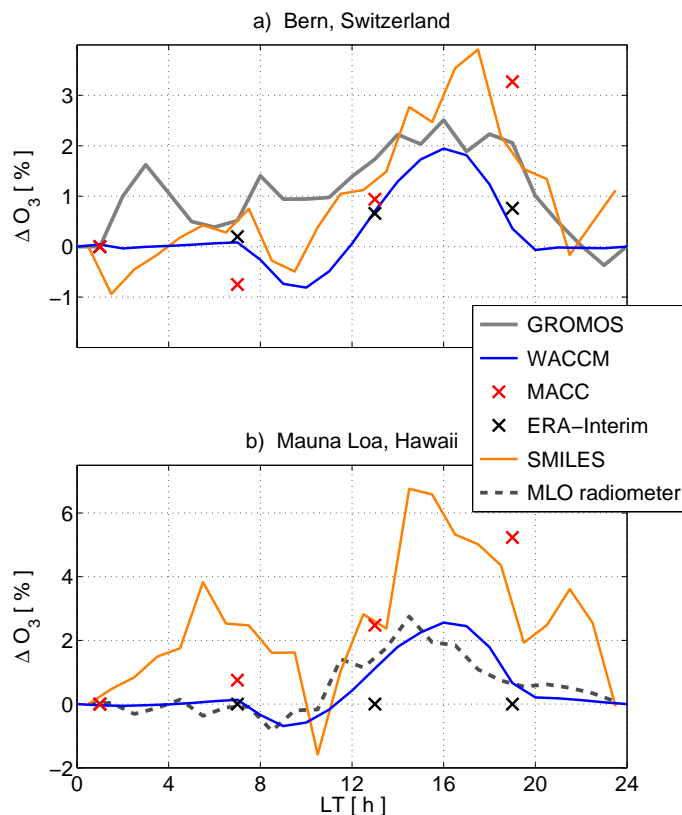 a) Bern, Switzerland
3
2
1
0
−1
Δ O3 [ % ]
GROMOS
WACCM
MACC
ERA−Interim
SMILES
MLO radiometer
b) Mauna Loa, Hawaii
6
4
2
0
−2
Δ O3 [ % ]
0 4 8 12 16 20 24
LT [ h ]